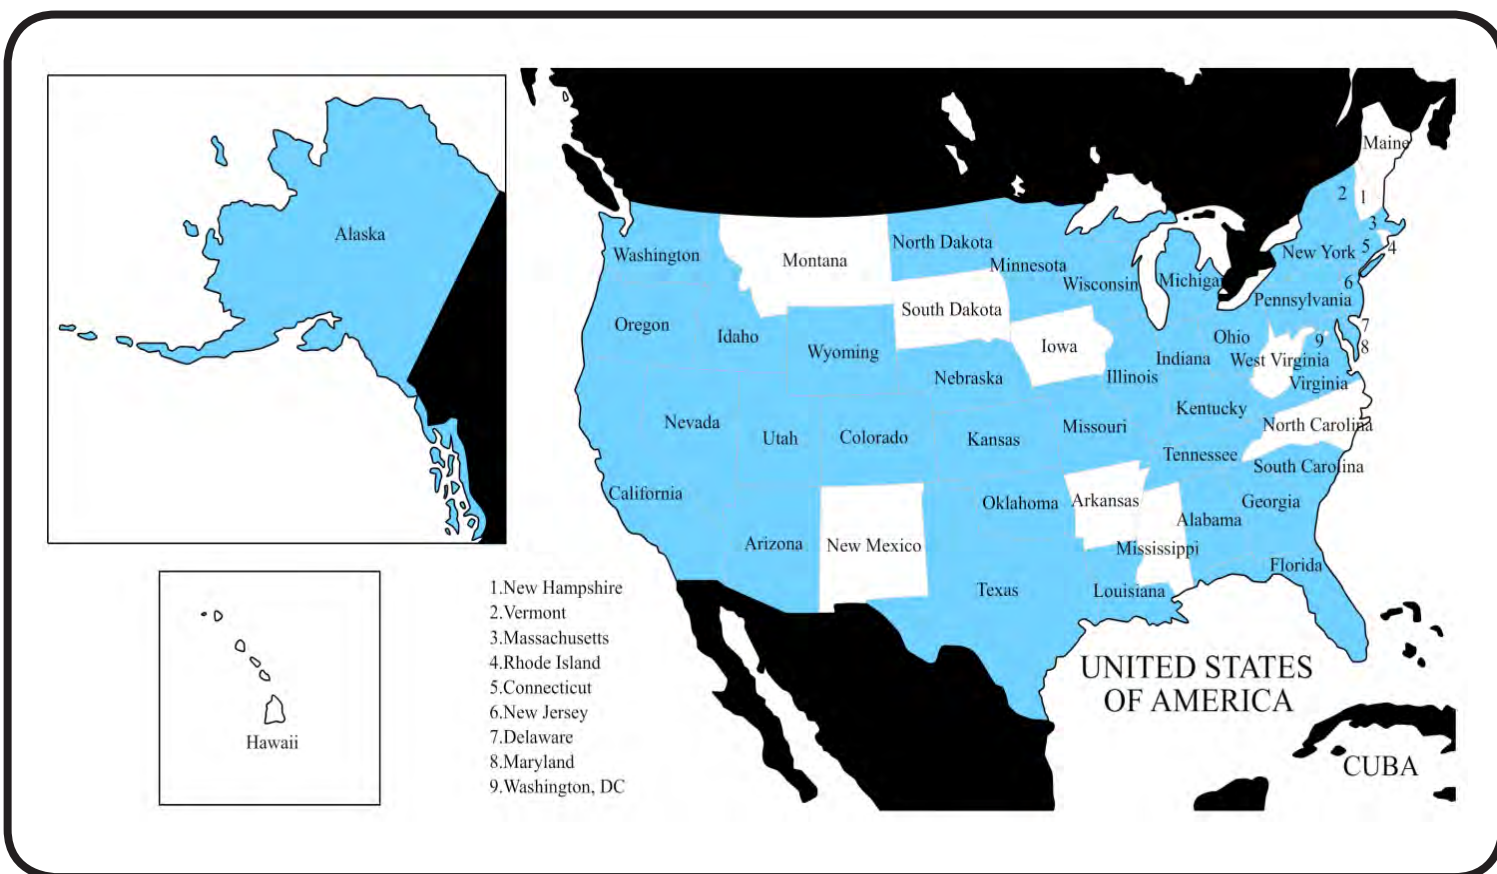 Alaska
Hawaii
1.New Hampshire
2.Vermont
3.Massachusetts
4.Rhode Island
5.Connecticut
6.New Jersey
7.Delaware
8.Maryland
9.Washington, DC
Maine
2
1
3
Washington
Montana
North Dakota
Minnesota
New York
5
4
Wisconsin
Michigan
6
Pennsylvania
Oregon
Idaho
South Dakota
Wyoming
Iowa
Ohio
9
7
8
Indiana
West Virginia
Nebraska
Illinois
Virginia
Nevada
Utah
Colorado
Kansas
Missouri
Kentucky
North Carolina
Tennessee
South Carolina
California
Oklahoma
Arkansas
Georgia
Alabama
Arizona
New Mexico
Mississippi
Texas
Louisiana
Florida
UNITED STATES
OF AMERICA
CUBA